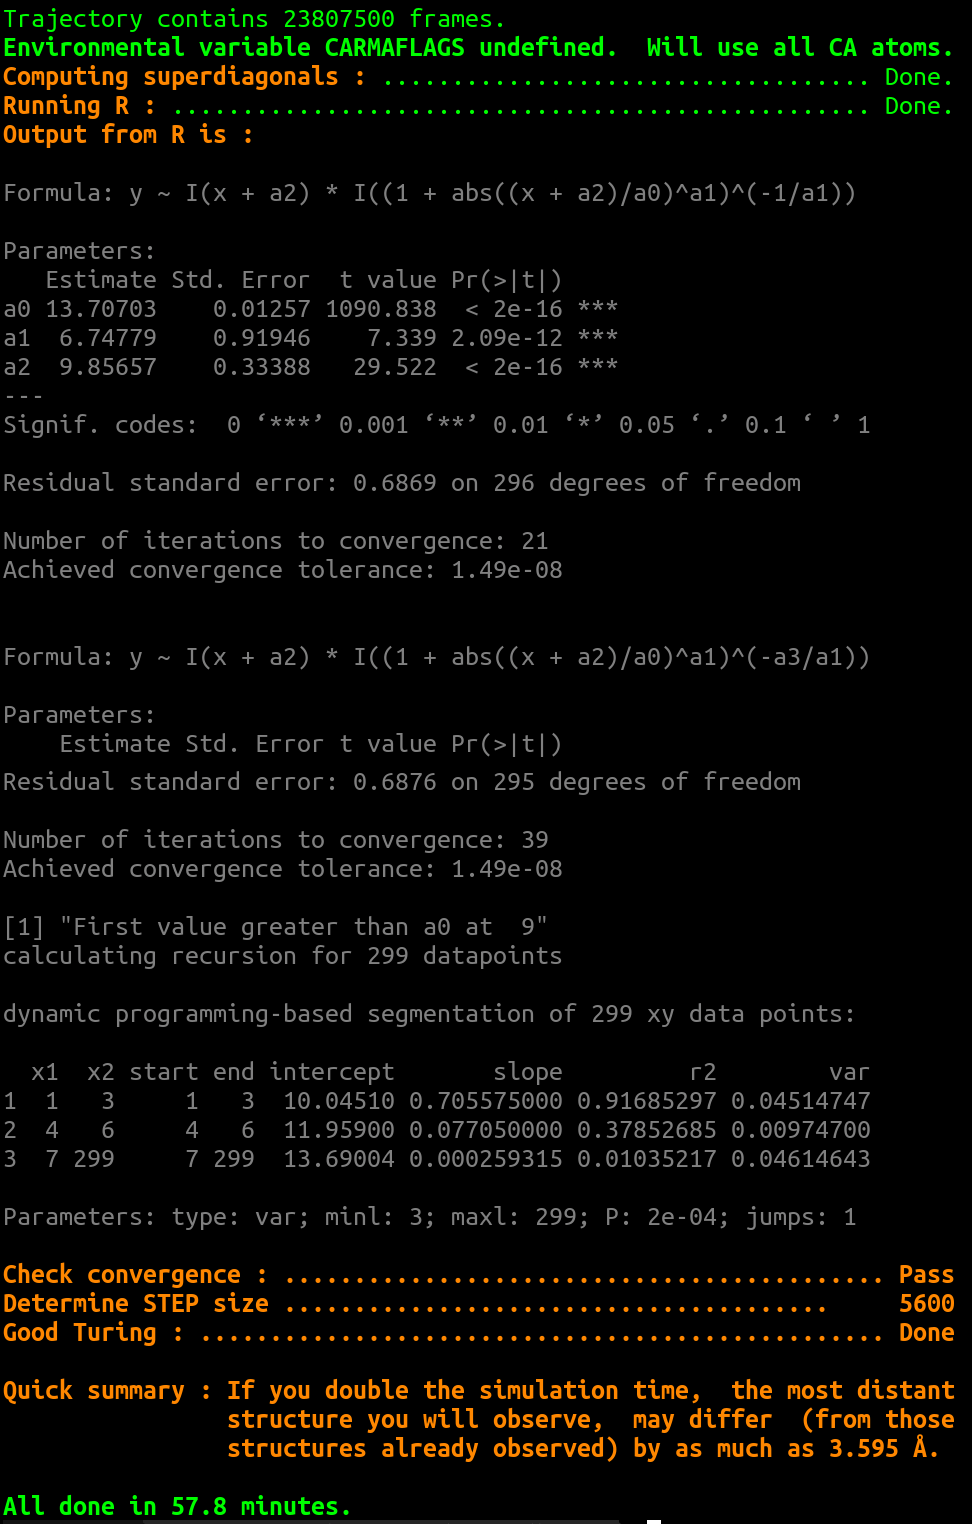 Trajectory contains 23807500 frames.
Environmental variable CARMAFLAGS undefined.  Will use all CA atoms.
Computing superdiagonals : ................................... Done.
Running R : .................................................. Done.
Output from R is :

Formula: y ~ I(x + a2) * I((1 + abs((x + a2)/a0)^a1)^(-1/a1))

Parameters:
   Estimate Std. Error  t value Pr(>|t|)
a0 13.70703    0.01257 1090.838  < 2e-16 ***
a1  6.74779    0.91946    7.339 2.09e-12 ***
a2  9.85657    0.33388   29.522  < 2e-16 ***
---
Signif. codes:  0 ‘***’ 0.001 ‘**’ 0.01 ‘*’ 0.05 ‘.’ 0.1 ‘ ’ 1

Residual standard error: 0.6869 on 296 degrees of freedom

Number of iterations to convergence: 21
Achieved convergence tolerance: 1.49e-08


Formula: y ~ I(x + a2) * I((1 + abs((x + a2)/a0)^a1)^(-a3/a1))

Parameters:
    Estimate Std. Error t value Pr(>|t|)
Residual standard error: 0.6876 on 295 degrees of freedom

Number of iterations to convergence: 39
Achieved convergence tolerance: 1.49e-08

[1] "First value greater than a0 at  9"
calculating recursion for 299 datapoints

dynamic programming-based segmentation of 299 xy data points:

  x1  x2 start end intercept       slope         r2        var
1  1   3     1   3  10.04510 0.705575000 0.91685297 0.04514747
2  4   6     4   6  11.95900 0.077050000 0.37852685 0.00974700
3  7 299     7 299  13.69004 0.000259315 0.01035217 0.04614643

Parameters: type: var; minl: 3; maxl: 299; P: 2e-04; jumps: 1

Check convergence : ........................................... Pass
Determine STEP size .......................................     5600
Good Turing : ................................................. Done

Quick summary : If you double the simulation time,  the most distant
                structure you will observe,  may differ  (from those
                structures already observed) by as much as 3.595 Å.

All done in 57.8 minutes.